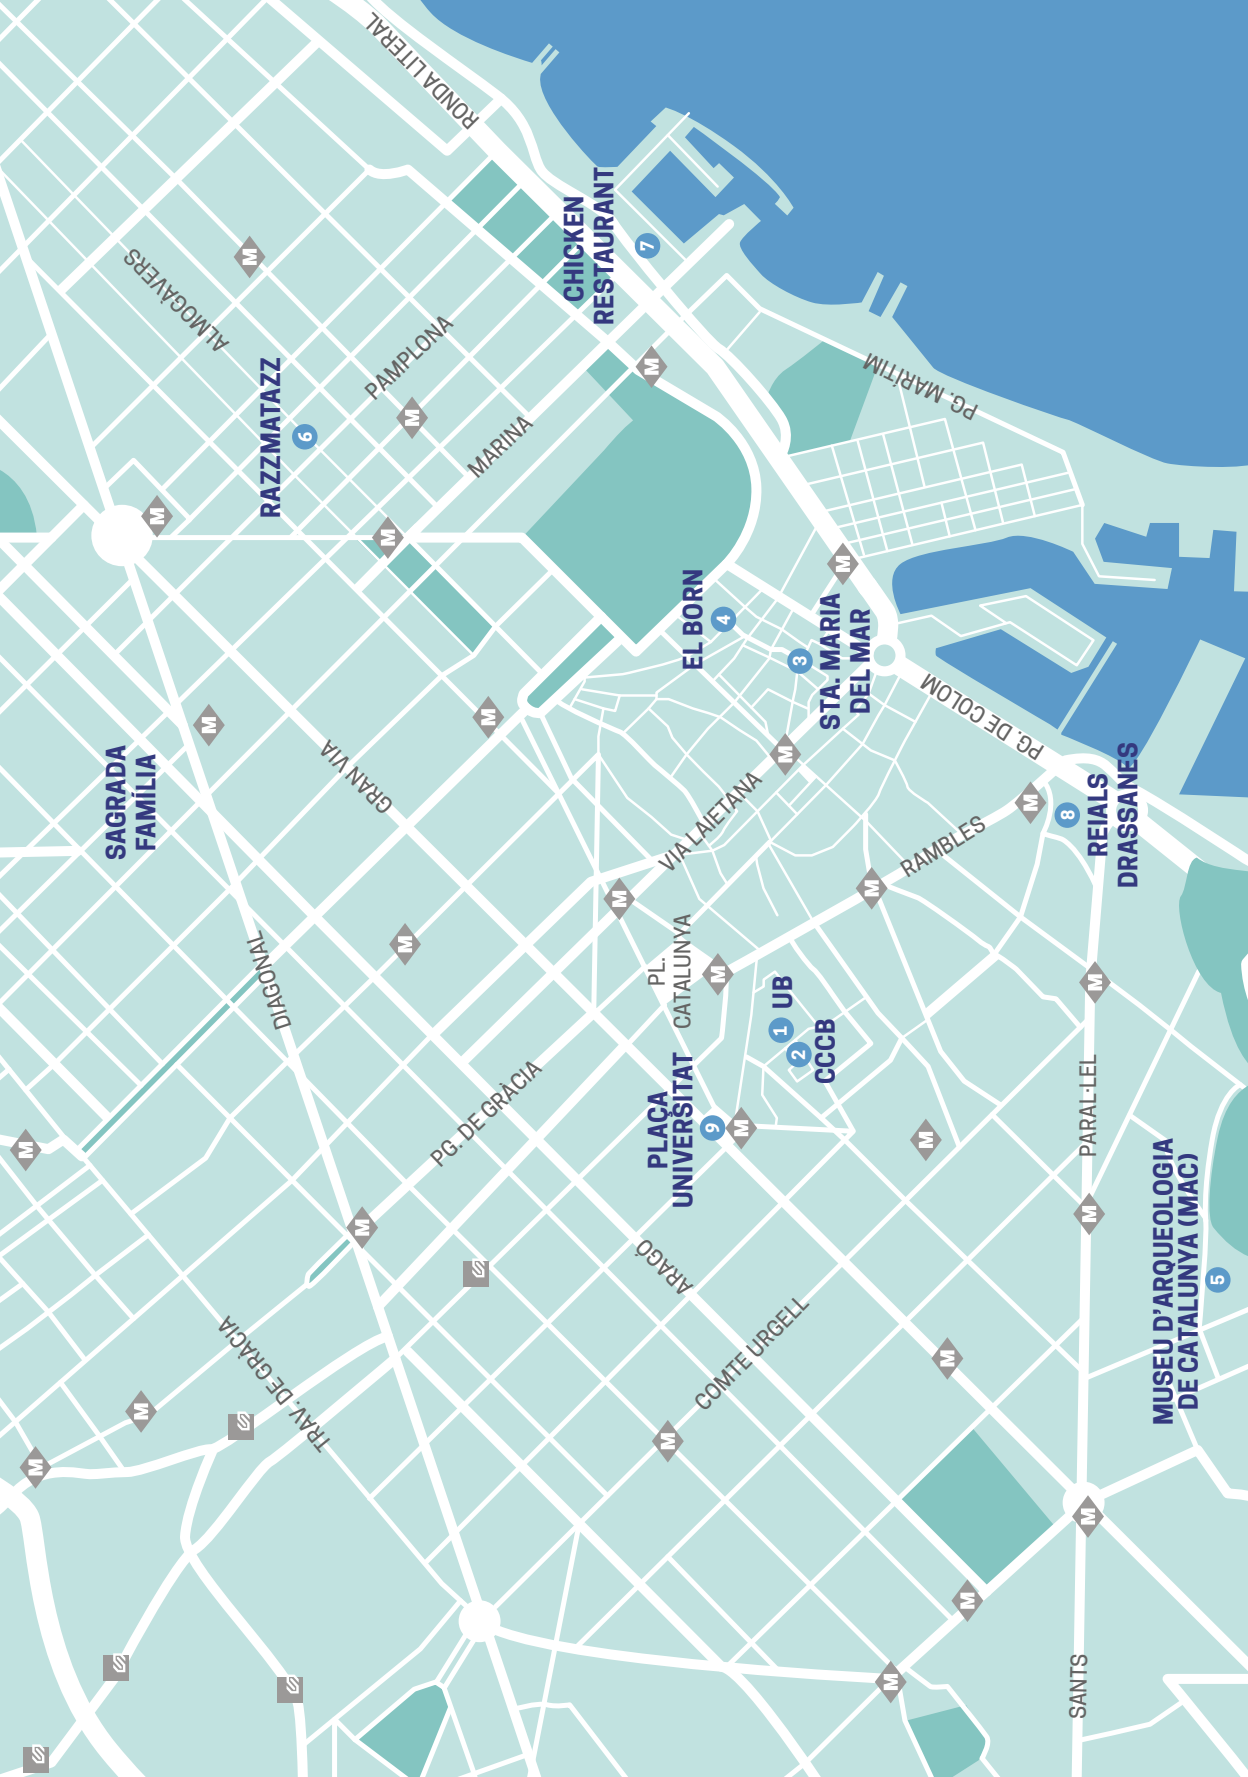 RONDA LITERAL
CHICKEN
RESTAURANT
7
ALMOGÀVERS
M
PAMPLONA
RAZZMATAZZ
6
M
MARINA
M
PG. MARÍTIM
M
M
EL BORN
4
M
3
STA. MARIA
DEL MAR
PG. DE COLOM
M
M
M
SAGRADA
FAMÍLIA
GRAN VIA
VIA LAIETANA
M
RAMBLES
8
REIALS
DRASSANES
M
M
M
DIAGONAL
PL.
CATALUNYA
M
UB
1
2
CCCB
M
PARAL·LEL
PG. DE GRÀCIA
PLAÇA
UNIVERSITAT
9
M
M
M
M
M
MUSEU D'ARQUEOLOGIA
DE CATALUNYA (MAC)
5
ARAGÓ
COMTE URGELL
TRAV. DE GRÀCIA
M
M
M
M
M
M
M
SANTS